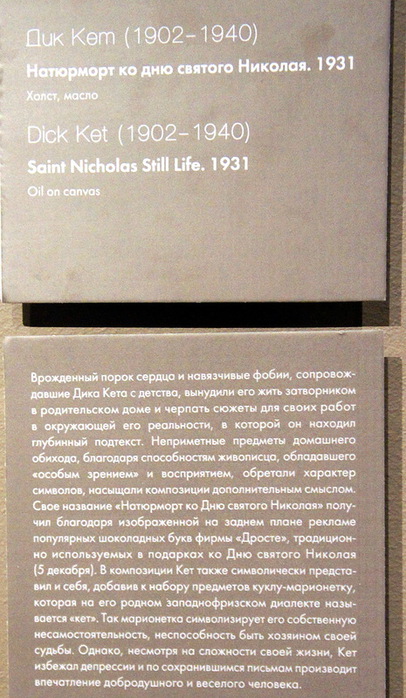 Дик Кет (1902–1940)
Натюрморт ко дню святого Николая. 1931
Холст, масло
Dick Ket (1902–1940)
Saint Nicholas Still Life. 1931
Oil on canvas
Врожденный порок сердца и навязчивые фобии, сопровож-
давшие Дика Кета с детства, вынудили его жить затворником
в родительском доме и черпать сюжеты для своих работ
в окружающей его реальности, в которой он находил
глубинный подтекст. Неприметные предметы домашнего
обихода, благодаря способностям живописца, обладавшего
«особым зрением» и восприятием, обретали характер
символов, насыщали композиции дополнительным смыслом.
Свое название «Натюрморт ко Дню святого Николая» полу-
чил благодаря изображенной на заднем плане рекламе
популярных шоколадных букв фирмы «Дросте», традицион-
но используемых в подарках ко Дню святого Николая
(5 декабря). В композиции Кет также символически предста-
вил и себя, добавив к набору предметов куклу-марионетку,
которая на его родном западнофризском диалекте назы-
вается «кет». Так марионетка символизирует его собственную
несамостоятельность, неспособность быть хозяином своей
судьбы. Однако, несмотря на сложности своей жизни, Кет
избежал депрессии и по сохранившимся письмам производит
впечатление добродушного и веселого человека.